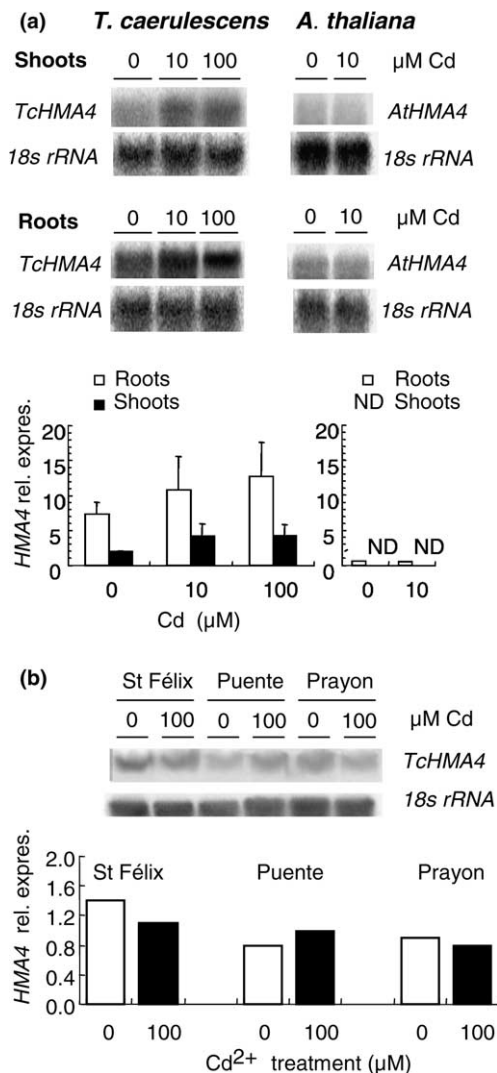 (a) T. caerulescens A. thaliana
Shoots 0 10 100 0 10 µM Cd
TcHMA4 AtHMA4
18s rRNA 18s rRNA
Roots 0 10 100 0 10 µM Cd
TcHMA4 AtHMA4
18s rRNA 18s rRNA
Roots Roots
Shoots ND Shoots
HMA4 rel. expres.
20 20
15 15
10 10
5 5
0 0
ND ND
0 10 100 0 10
Cd (µM)
(b)
St Félix Puente Prayon
0 100 0 100 0 100 µM Cd
TcHMA4
18s rRNA
HMA4 rel. expres.
2.0
1.6
1.2
0.8
0.4
0.0
St Félix Puente Prayon
0 100 0 100 0 100
Cd2+ treatment (µM)